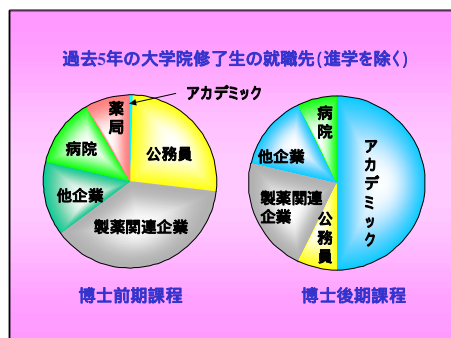 過去5年の大学院修了生の就職先(進学を除く)
アカデミック
薬局
公務員
病院
他企業
製薬関連企業
博士前期課程
病院
アカデミック
他企業
製薬関連
企業
公務員
博士後期課程